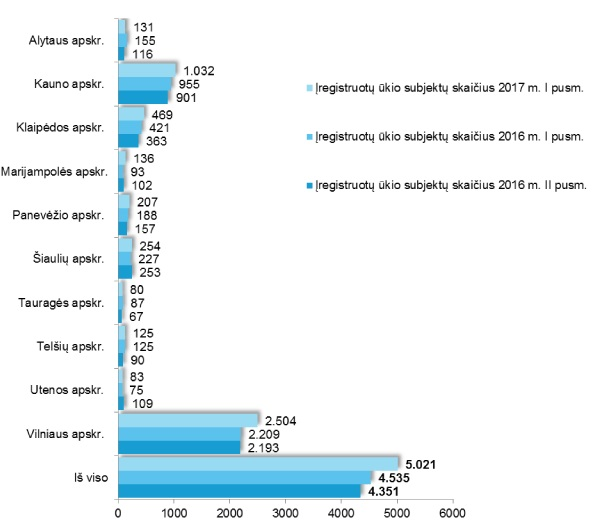 Alytaus apskr.
131
155
116
Kauno apskr.
1.032
955
901
Klaipėdos apskr.
469
421
363
Marijampolės apskr.
136
93
102
Panevėžio apskr.
207
188
157
Šiaulių apskr.
254
227
253
Tauragės apskr.
80
87
67
Telšių apskr.
125
125
90
Utenos apskr.
83
75
109
Vilniaus apskr.
2.504
2.209
2.193
Iš viso
5.021
4.535
4.351
0 1000 2000 3000 4000 5000 6000
Įregistruotų ūkio subjektų skaičius 2017 m. I pusm.
Įregistruotų ūkio subjektų skaičius 2016 m. I pusm.
Įregistruotų ūkio subjektų skaičius 2016 m. II pusm.